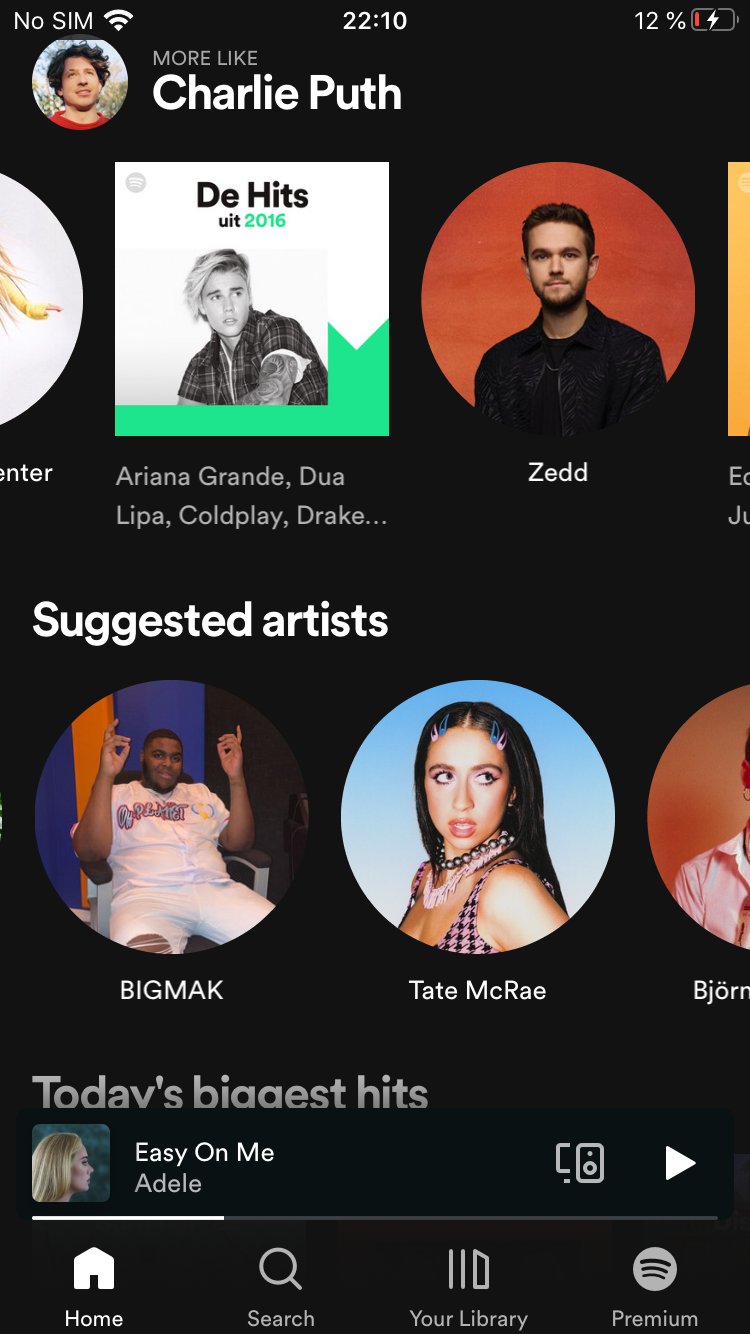 No SIM 22:10 12 %
MORE LIKE
Charlie Puth
De Hits
uit 2016
enter
Ariana Grande, Dua
Lipa, Coldplay, Drake...
Zedd
Ec
Ju
Suggested artists
BIGMAK
Tate McRae
Björn
Today's biggest hits
Easy On Me
Adele
Home
Search
Your Library
Premium